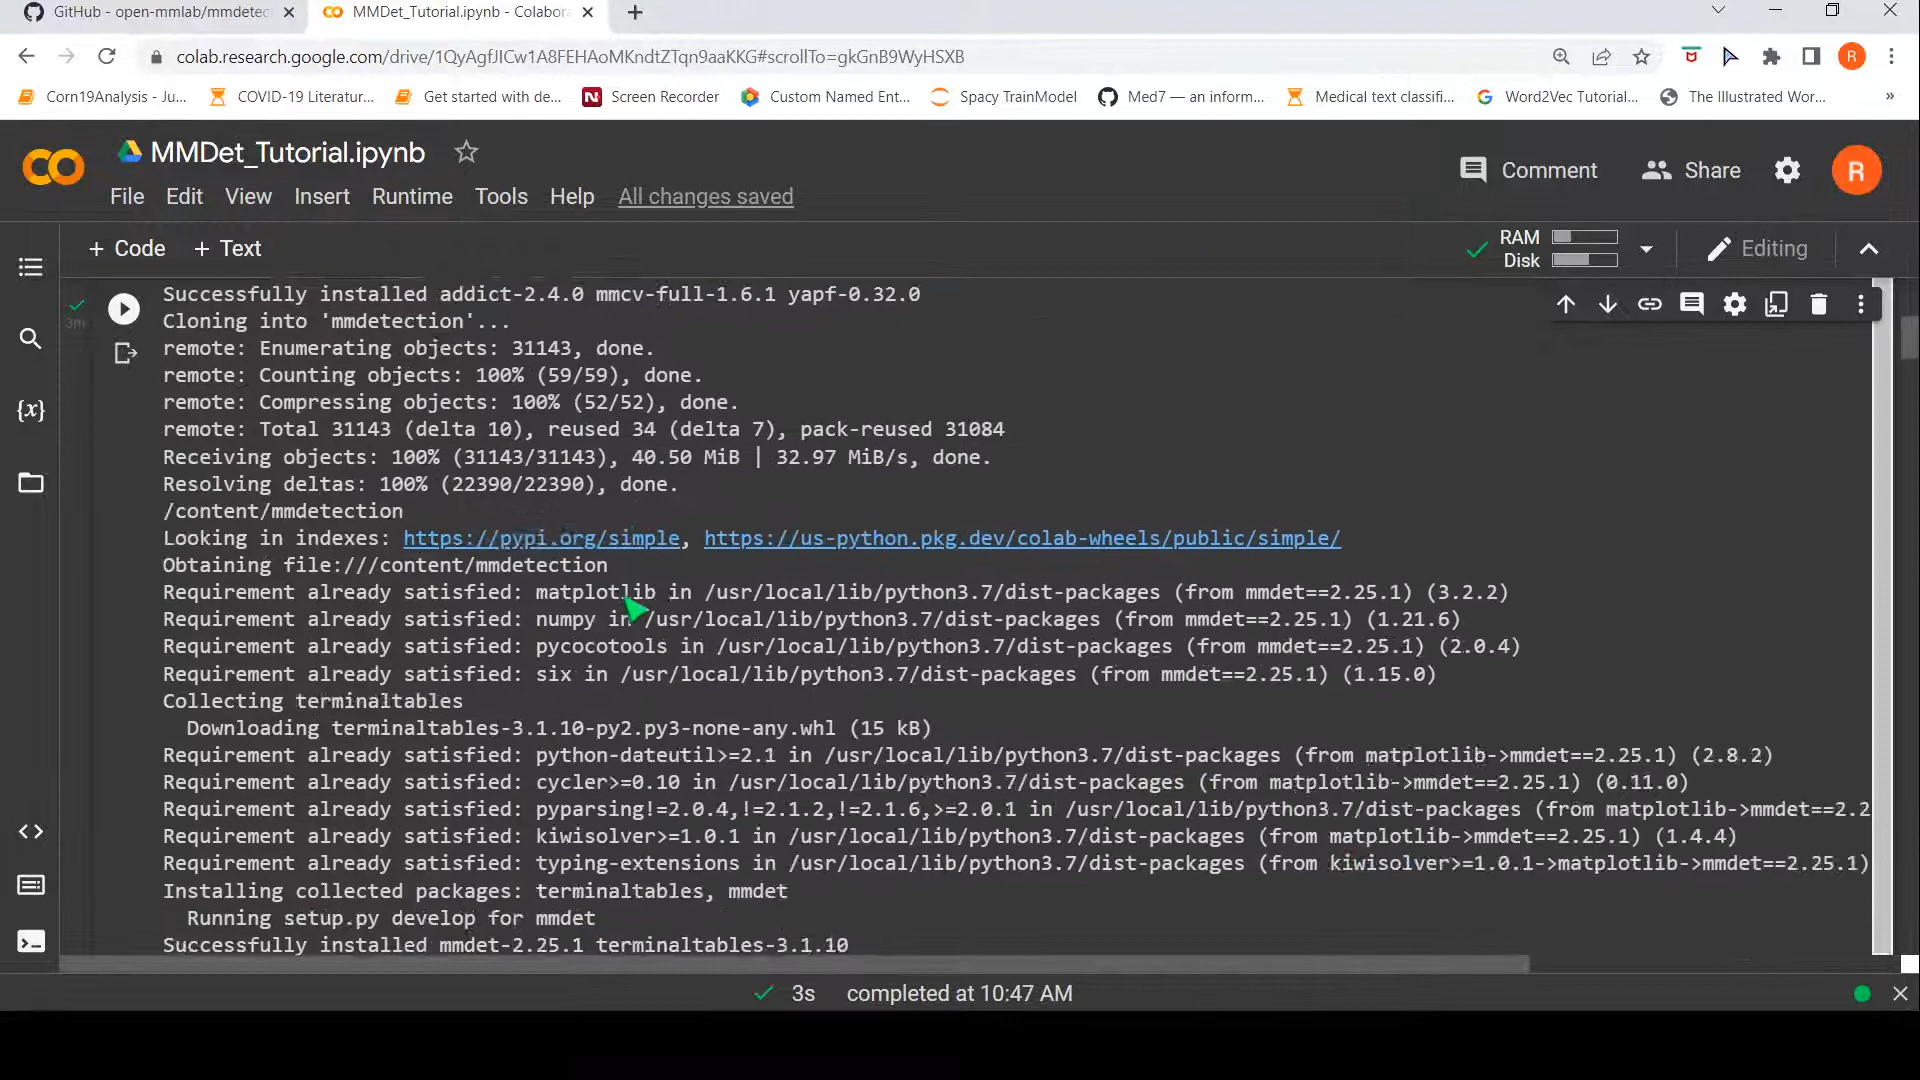 GitHub - open-mmlab/mmdetec
MMDet_Tutorial.ipynb - Colabora
colab.research.google.com/drive/1QyAgfJICw1A8FEHAoMKndtZTqn9aaKKG#scrollTo=gkGnB9WyHSXB
R
Corn19Analysis - Ju...
COVID-19 Literatur...
Get started with de...
N
Screen Recorder
Custom Named Ent...
Spacy TrainModel
Med7 — an inform...
Medical text classifi...
Word2Vec Tutorial...
The Illustrated Wor...
»
MMDet_Tutorial.ipynb
Comment
Share
R
File Edit View Insert Runtime Tools Help All changes saved
+ Code + Text
RAM
Disk
Editing
3m
Successfully installed addict-2.4.0 mmcv-full-1.6.1 yapf-0.32.0
Cloning into 'mmdetection'...
remote: Enumerating objects: 31143, done.
remote: Counting objects: 100% (59/59), done.
remote: Compressing objects: 100% (52/52), done.
remote: Total 31143 (delta 10), reused 34 (delta 7), pack-reused 31084
Receiving objects: 100% (31143/31143), 40.50 MiB | 32.97 MiB/s, done.
Resolving deltas: 100% (22390/22390), done.
/content/mmdetection
Looking in indexes: https://pypi.org/simple, https://us-python.pkg.dev/colab-wheels/public/simple/
Obtaining file:///content/mmdetection
Requirement already satisfied: matplotlib in /usr/local/lib/python3.7/dist-packages (from mmdet==2.25.1) (3.2.2)
Requirement already satisfied: numpy in /usr/local/lib/python3.7/dist-packages (from mmdet==2.25.1) (1.21.6)
Requirement already satisfied: pycocotools in /usr/local/lib/python3.7/dist-packages (from mmdet==2.25.1) (2.0.4)
Requirement already satisfied: six in /usr/local/lib/python3.7/dist-packages (from mmdet==2.25.1) (1.15.0)
Collecting terminaltables
Downloading terminaltables-3.1.10-py2.py3-none-any.whl (15 kB)
Requirement already satisfied: python-dateutil>=2.1 in /usr/local/lib/python3.7/dist-packages (from matplotlib->mmdet==2.25.1) (2.8.2)
Requirement already satisfied: cycler>=0.10 in /usr/local/lib/python3.7/dist-packages (from matplotlib->mmdet==2.25.1) (0.11.0)
Requirement already satisfied: pyparsing!=2.0.4,!=2.1.2,!=2.1.6,>=2.0.1 in /usr/local/lib/python3.7/dist-packages (from matplotlib->mmdet==2.2
Requirement already satisfied: kiwisolver>=1.0.1 in /usr/local/lib/python3.7/dist-packages (from matplotlib->mmdet==2.25.1) (1.4.4)
Requirement already satisfied: typing-extensions in /usr/local/lib/python3.7/dist-packages (from kiwisolver>=1.0.1->matplotlib->mmdet==2.25.1)
Installing collected packages: terminaltables, mmdet
Running setup.py develop for mmdet
Successfully installed mmdet-2.25.1 terminaltables-3.1.10
3s completed at 10:47 AM